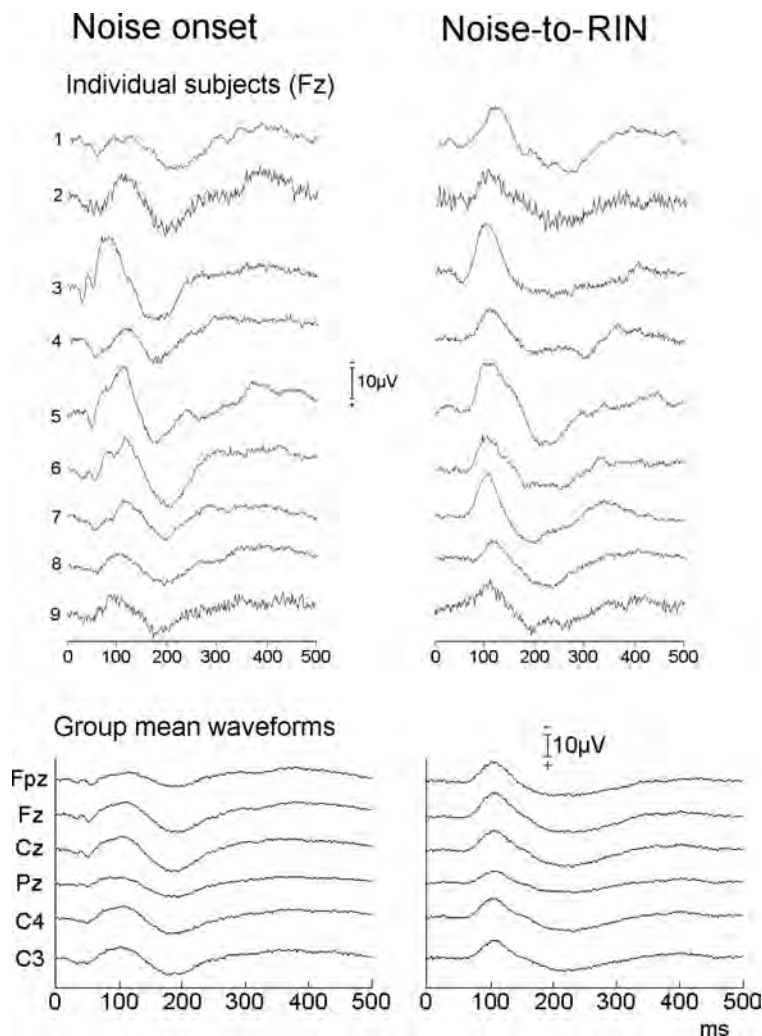 Noise onset Noise-to-RIN
Individual subjects (Fz)
1
2
3
4
- 10µV +
5
6
7
8
9
0 100 200 300 400 500 0 100 200 300 400 500
Group mean waveforms
- 10µV +
Fpz
Fz
Cz
Pz
C4
C3
0 100 200 300 400 500 0 100 200 300 400 500
ms